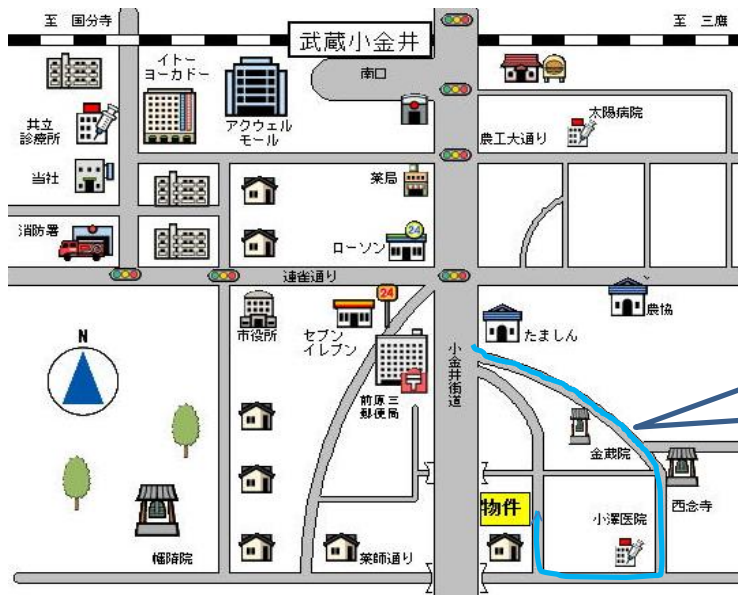 至 国分寺
武蔵小金井
至 三鷹
イトー
ヨーカドー
南口
共立
診療所
アクウェル
モール
農工大通り
太陽病院
当社
薬局
消防署
ローソン
24
連雀通り
24
市役所
セブン
イレブン
たましん
農協
N
小金井街道
前原三
郵便局
金蔵院
物件
小澤医院
西念寺
幡随院
薬師通り